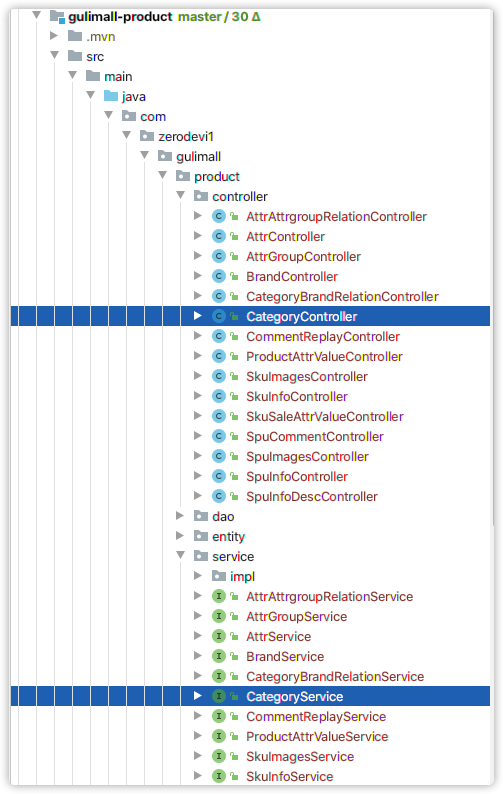 gulimall-product master / 30 Δ
.mvn
src
main
java
com
zerodevi1
gulimall
product
controller
AttrAttrgroupRelationController
AttrController
AttrGroupController
BrandController
CategoryBrandRelationController
CategoryController
CommentReplayController
ProductAttrValueController
SkuImagesController
SkuInfoController
SkuSaleAttrValueController
SpuCommentController
SpuImagesController
SpuInfoController
SpuInfoDescController
dao
entity
service
impl
AttrAttrgroupRelationService
AttrGroupService
AttrService
BrandService
CategoryBrandRelationService
CategoryService
CommentReplayService
ProductAttrValueService
SkuImagesService
SkuInfoService